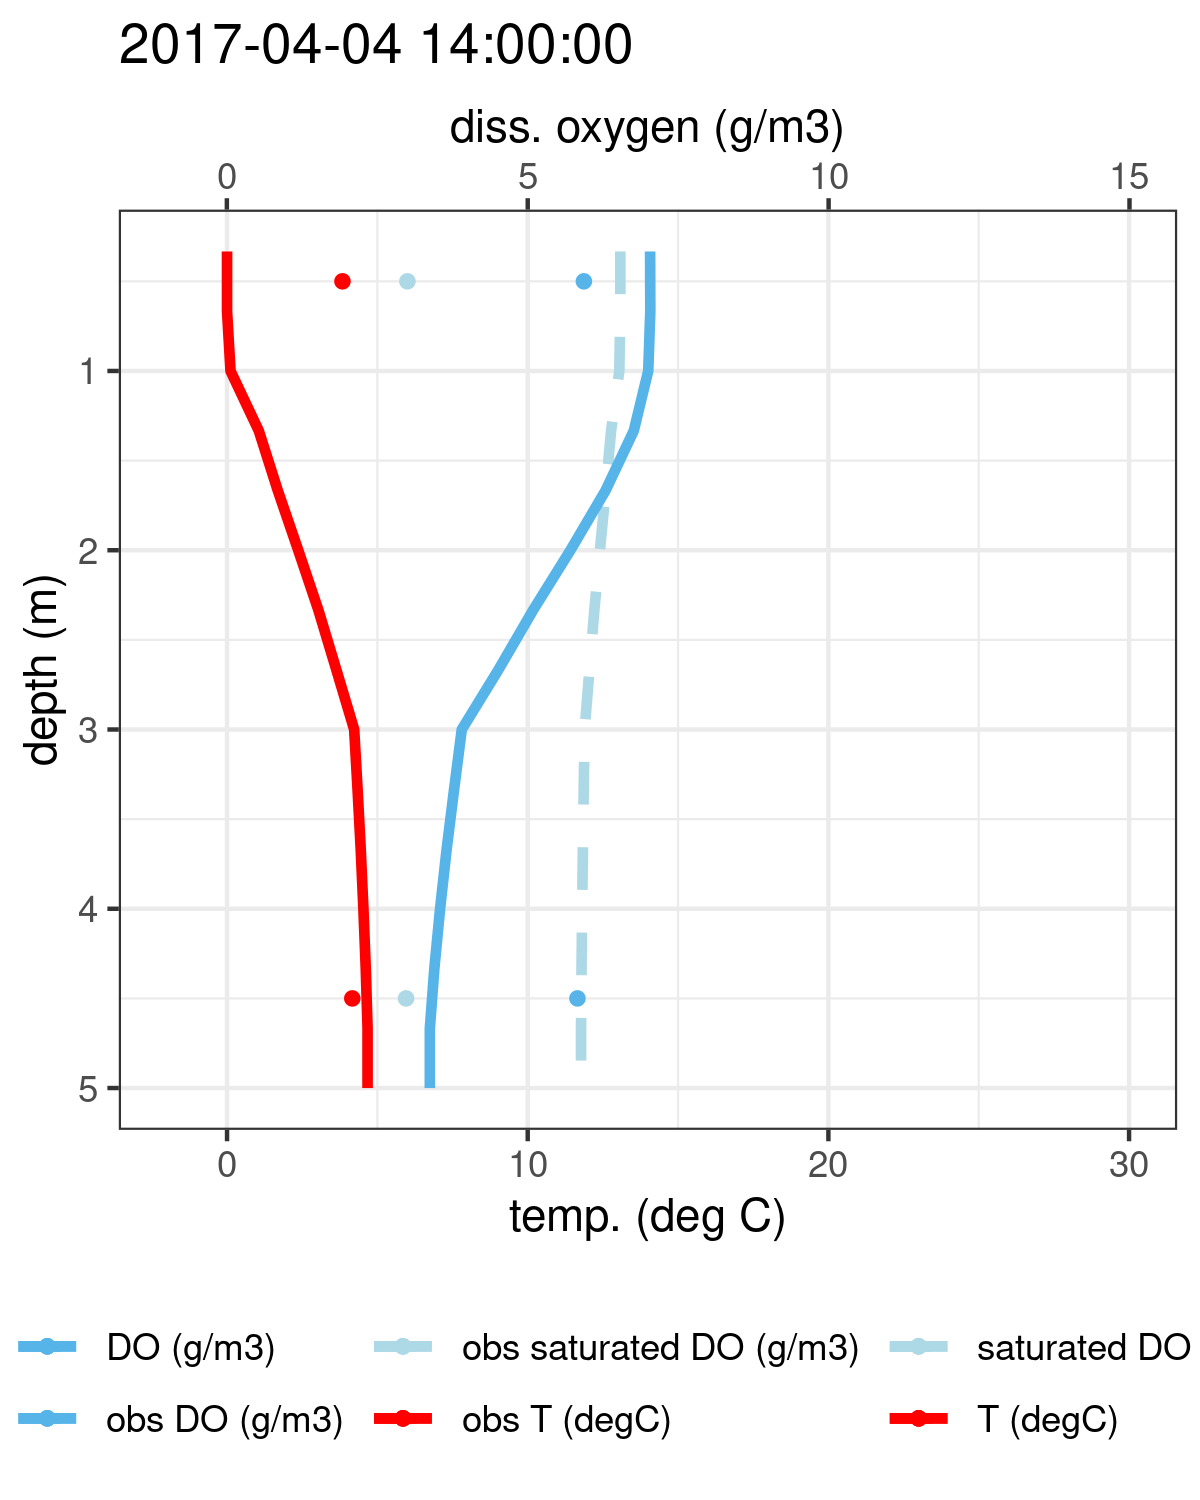 2017-04-04 14:00:00
diss. oxygen (g/m3)
0 5 10 15
1
2
3
4
5
depth (m)
0 10 20 30
temp. (deg C)
DO (g/m3) obs saturated DO (g/m3) saturated DO
obs DO (g/m3) obs T (degC) T (degC)